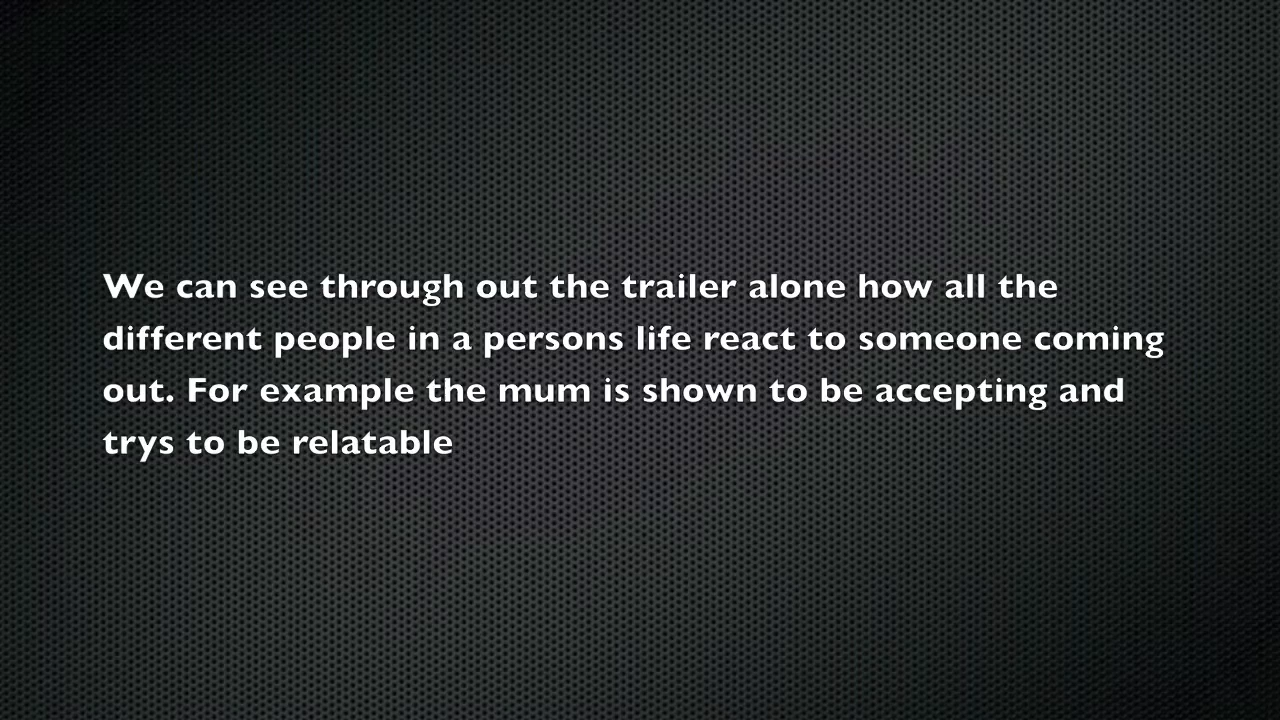 We can see through out the trailer alone how all the
different people in a persons life react to someone coming
out. For example the mum is shown to be accepting and
trys to be relatable